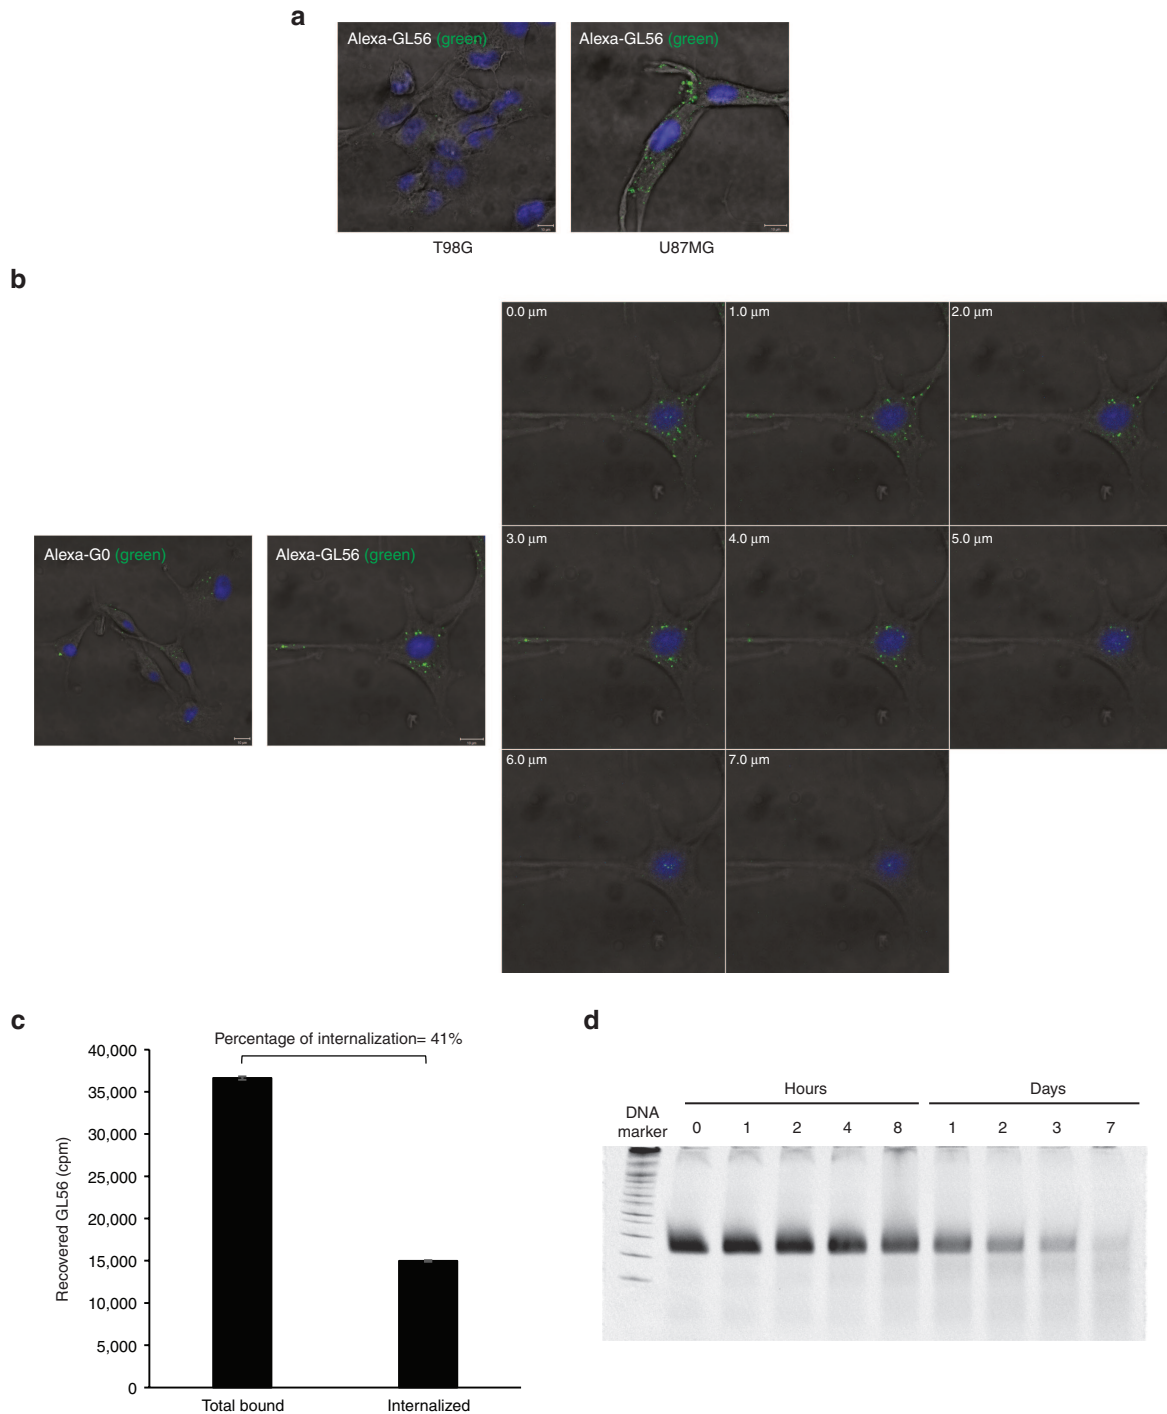 a
Alexa-GL56 (green)
Alexa-GL56 (green)
T98G
U87MG
b
0.0 μm
1.0 μm
2.0 μm
3.0 μm
4.0 μm
5.0 μm
Alexa-G0 (green)
Alexa-GL56 (green)
6.0 μm
7.0 μm
c
Percentage of internalization= 41%
40,000
35,000
30,000
25,000
20,000
15,000
10,000
5,000
0
Recovered GL56 (cpm)
Total bound
Internalized
d
Hours
Days
DNA
marker
0 1 2 4 8 1 2 3 7